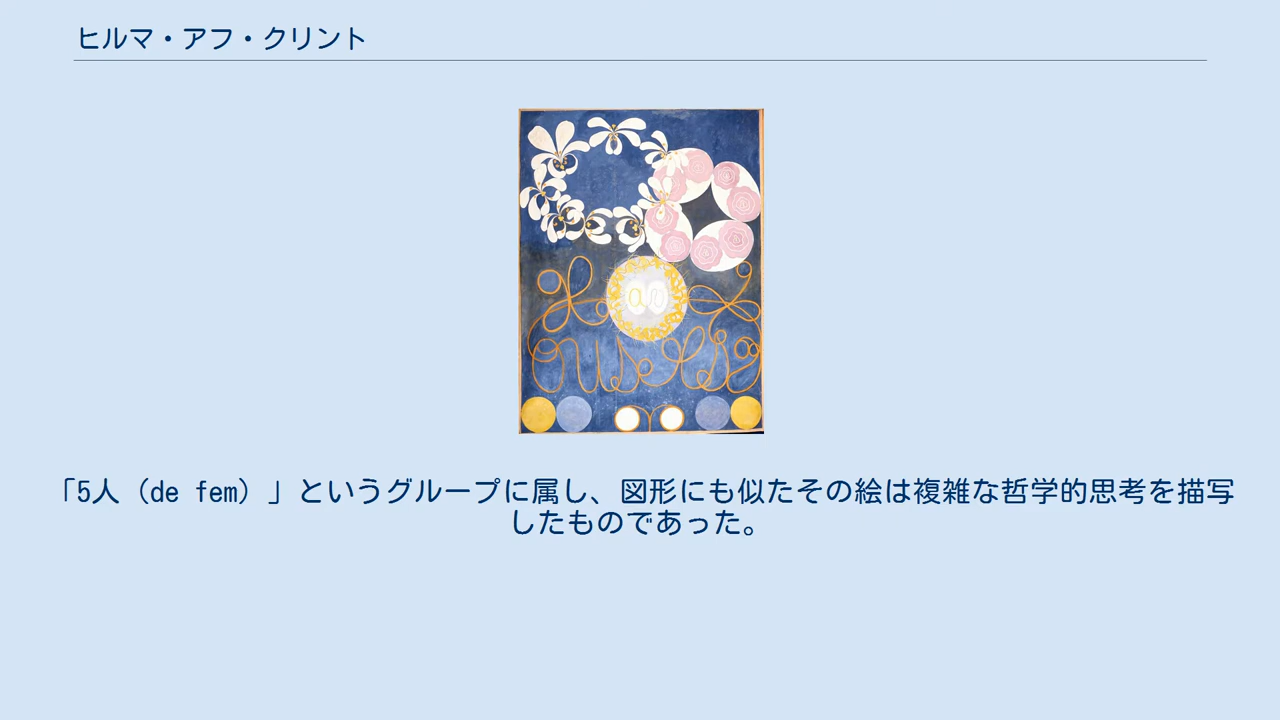 ヒルマ・アフ・クリント
「5人（de fem）」というグループに属し、図形にも似たその絵は複雑な哲学的思考を描写
したものであった。